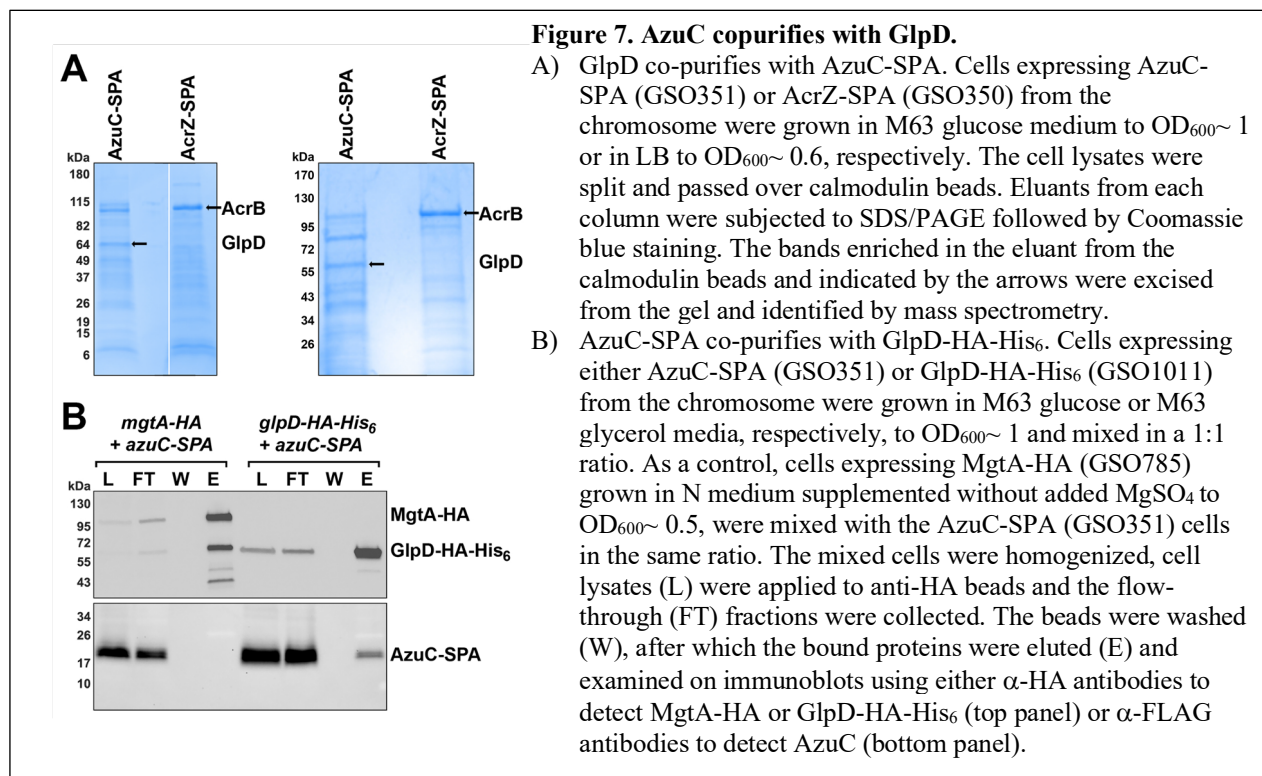 Figure 7. AzuC copurifies with GlpD.
A) GlpD co-purifies with AzuC-SPA. Cells expressing AzuC-
SPA (GSO351) or AcrZ-SPA (GSO350) from the
chromosome were grown in M63 glucose medium to OD₆₀₀~ 1
or in LB to OD₆₀₀~ 0.6, respectively. The cell lysates were
split and passed over calmodulin beads. Eluants from each
column were subjected to SDS/PAGE followed by Coomassie
blue staining. The bands enriched in the eluant from the
calmodulin beads and indicated by the arrows were excised
from the gel and identified by mass spectrometry.
B) AzuC-SPA co-purifies with GlpD-HA-His₆. Cells expressing
either AzuC-SPA (GSO351) or GlpD-HA-His₆ (GSO1011)
from the chromosome were grown in M63 glucose or M63
glycerol media, respectively, to OD₆₀₀~ 1 and mixed in a 1:1
ratio. As a control, cells expressing MgtA-HA (GSO785)
grown in N medium supplemented without added MgSO₄ to
OD₆₀₀~ 0.5, were mixed with the AzuC-SPA (GSO351) cells
in the same ratio. The mixed cells were homogenized, cell
lysates (L) were applied to anti-HA beads and the flow-
through (FT) fractions were collected. The beads were washed
(W), after which the bound proteins were eluted (E) and
examined on immunoblots using either α-HA antibodies to
detect MgtA-HA or GlpD-HA-His₆ (top panel) or α-FLAG
antibodies to detect AzuC (bottom panel).
A
AzuC-SPA
AcrZ-SPA
kDa
180
115
82
64
49
37
26
19
15
6
AcrB
GlpD
AzuC-SPA
AcrZ-SPA
kDa
170
130
95
72
55
43
34
26
AcrB
GlpD
B
mgtA-HA
+ azuC-SPA
glpD-HA-His₆
+ azuC-SPA
L FT W E L FT W E
kDa
130
95
72
55
43
MgtA-HA
GlpD-HA-His₆
34
26
17
10
AzuC-SPA